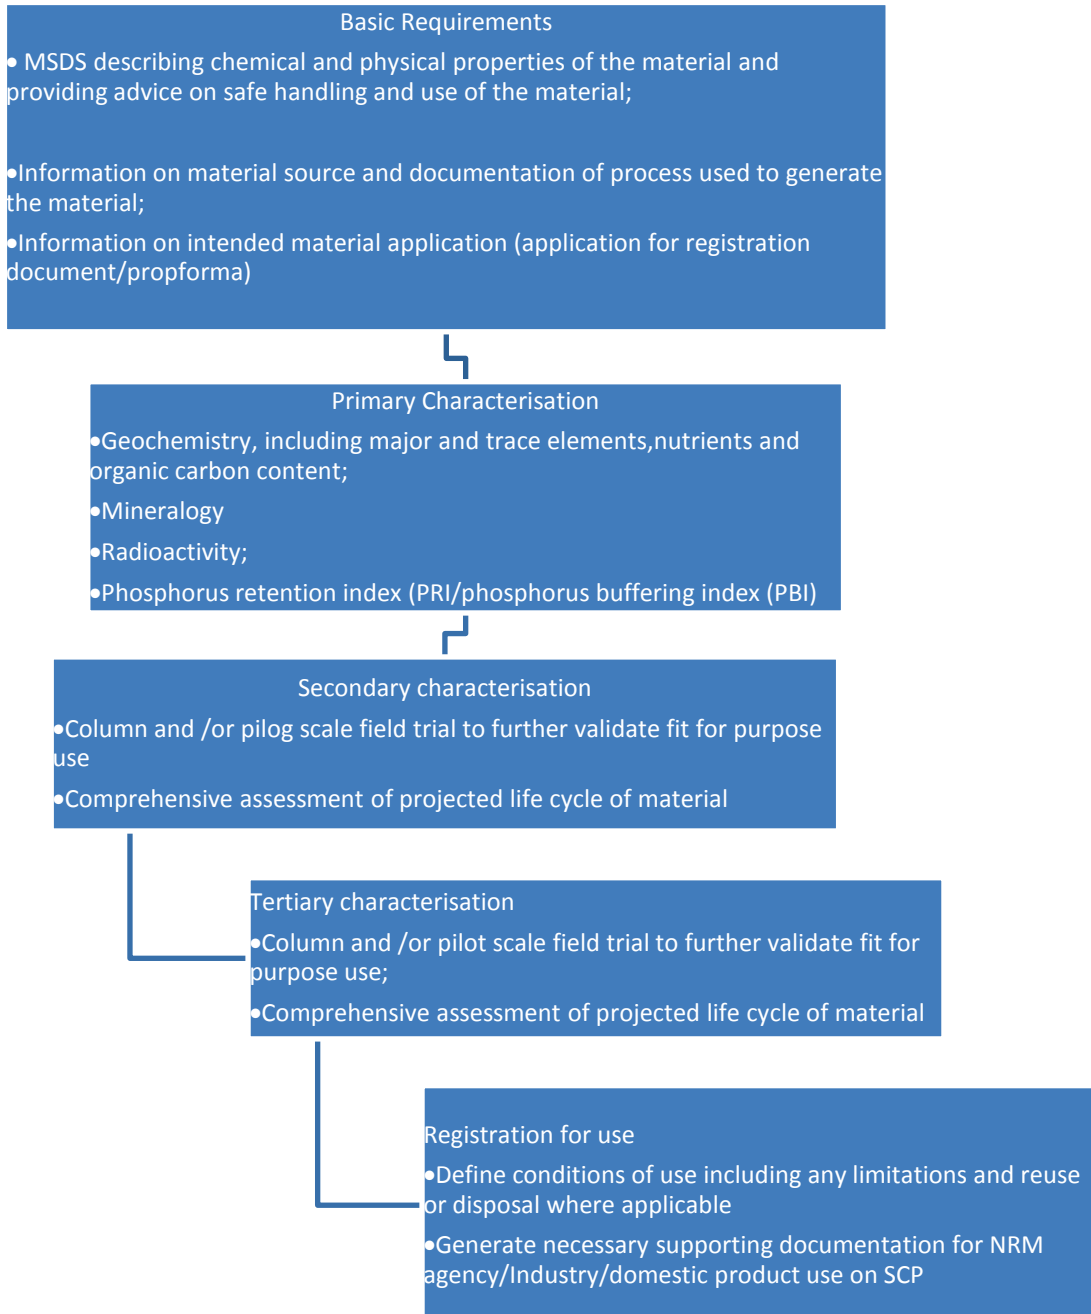 Basic Requirements
• MSDS describing chemical and physical properties of the material and
providing advice on safe handling and use of the material;
•Information on material source and documentation of process used to generate
the material;
•Information on intended material application (application for registration
document/propforma)
Primary Characterisation
•Geochemistry, including major and trace elements,nutrients and
organic carbon content;
•Mineralogy
•Radioactivity;
•Phosphorus retention index (PRI/phosphorus buffering index (PBI)
Secondary characterisation
•Column and /or pilog scale field trial to further validate fit for purpose
use
•Comprehensive assessment of projected life cycle of material
Tertiary characterisation
•Column and /or pilot scale field trial to further validate fit for
purpose use;
•Comprehensive assessment of projected life cycle of material
Registration for use
•Define conditions of use including any limitations and reuse
or disposal where applicable
•Generate necessary supporting documentation for NRM
agency/Industry/domestic product use on SCP